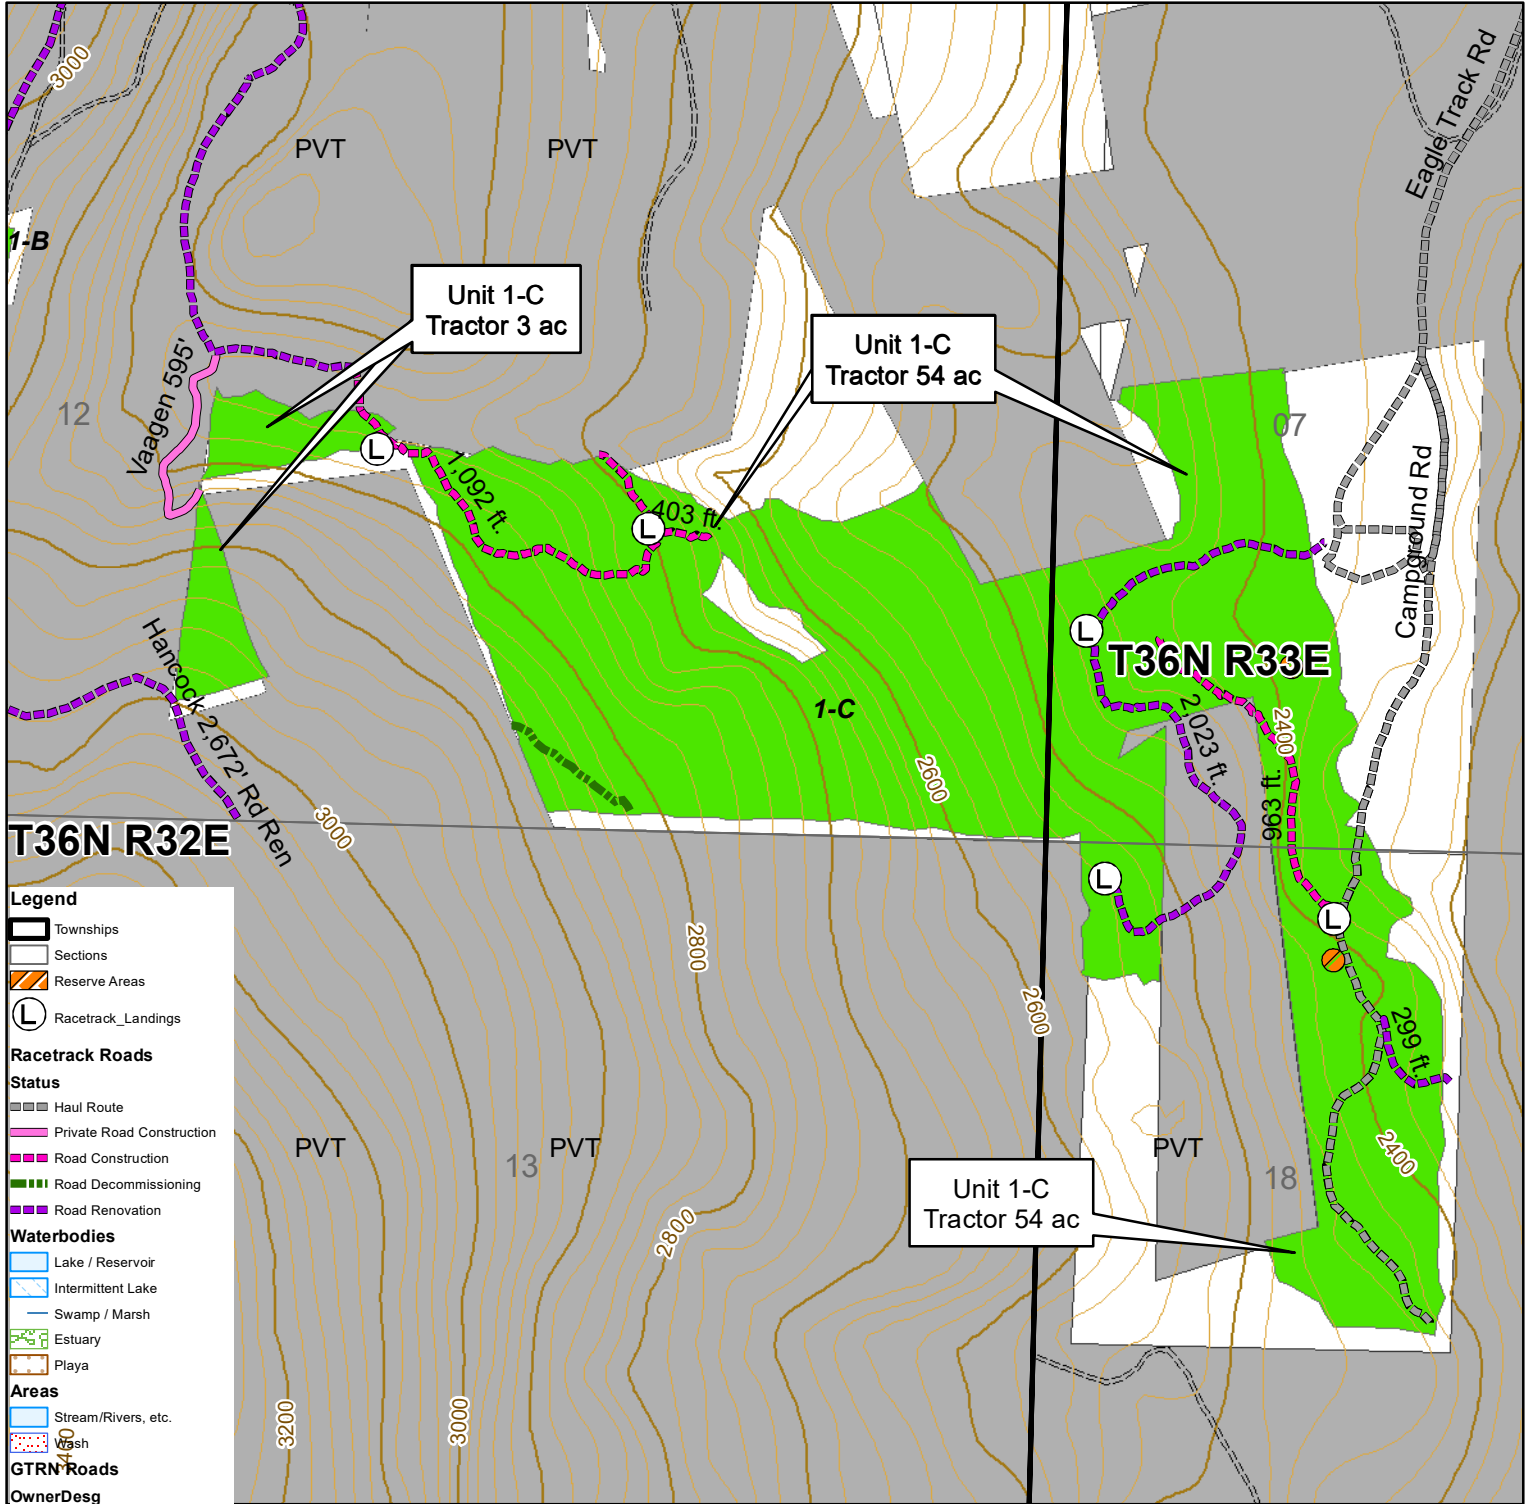 3000
Eagle Track Rd
PVT
PVT
1-B
Unit 1-C
Tractor 3 ac
Unit 1-C
Tractor 54 ac
Vaagen 595'
12
07
L
1,092 ft.
403 ft.
L
Campground Rd
L
T36N R33E
Hancock 2,672' Rd Ren
1-C
2,023 ft.
2400
2600
963 ft.
3000
T36N R32E
L
L
2800
2600
299 ft.
PVT
13
PVT
PVT
18
2400
Unit 1-C
Tractor 54 ac
2800
3200
3000
3400
Legend
Townships
Sections
Reserve Areas
L Racetrack_Landings
Racetrack Roads
Status
Haul Route
Private Road Construction
Road Construction
Road Decommissioning
Road Renovation
Waterbodies
Lake / Reservoir
Intermittent Lake
Swamp / Marsh
Estuary
Playa
Areas
Stream/Rivers, etc.
Wash
GTRN Roads
OwnerDesg